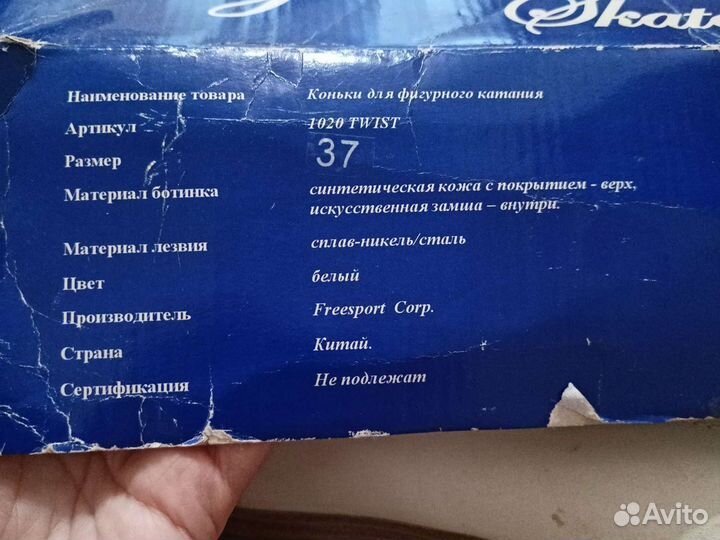 Skat
Наименование товара Коньки для фигурного катания
Артикул 1020 TWIST
Размер 37
Материал ботинка синтетическая кожа с покрытием - верх,
искусственная замша – внутри.
Материал лезвия сплав-никель/сталь
Цвет белый
Производитель Freesport Corp.
Страна Китай.
Сертификация Не подлежат
Avito